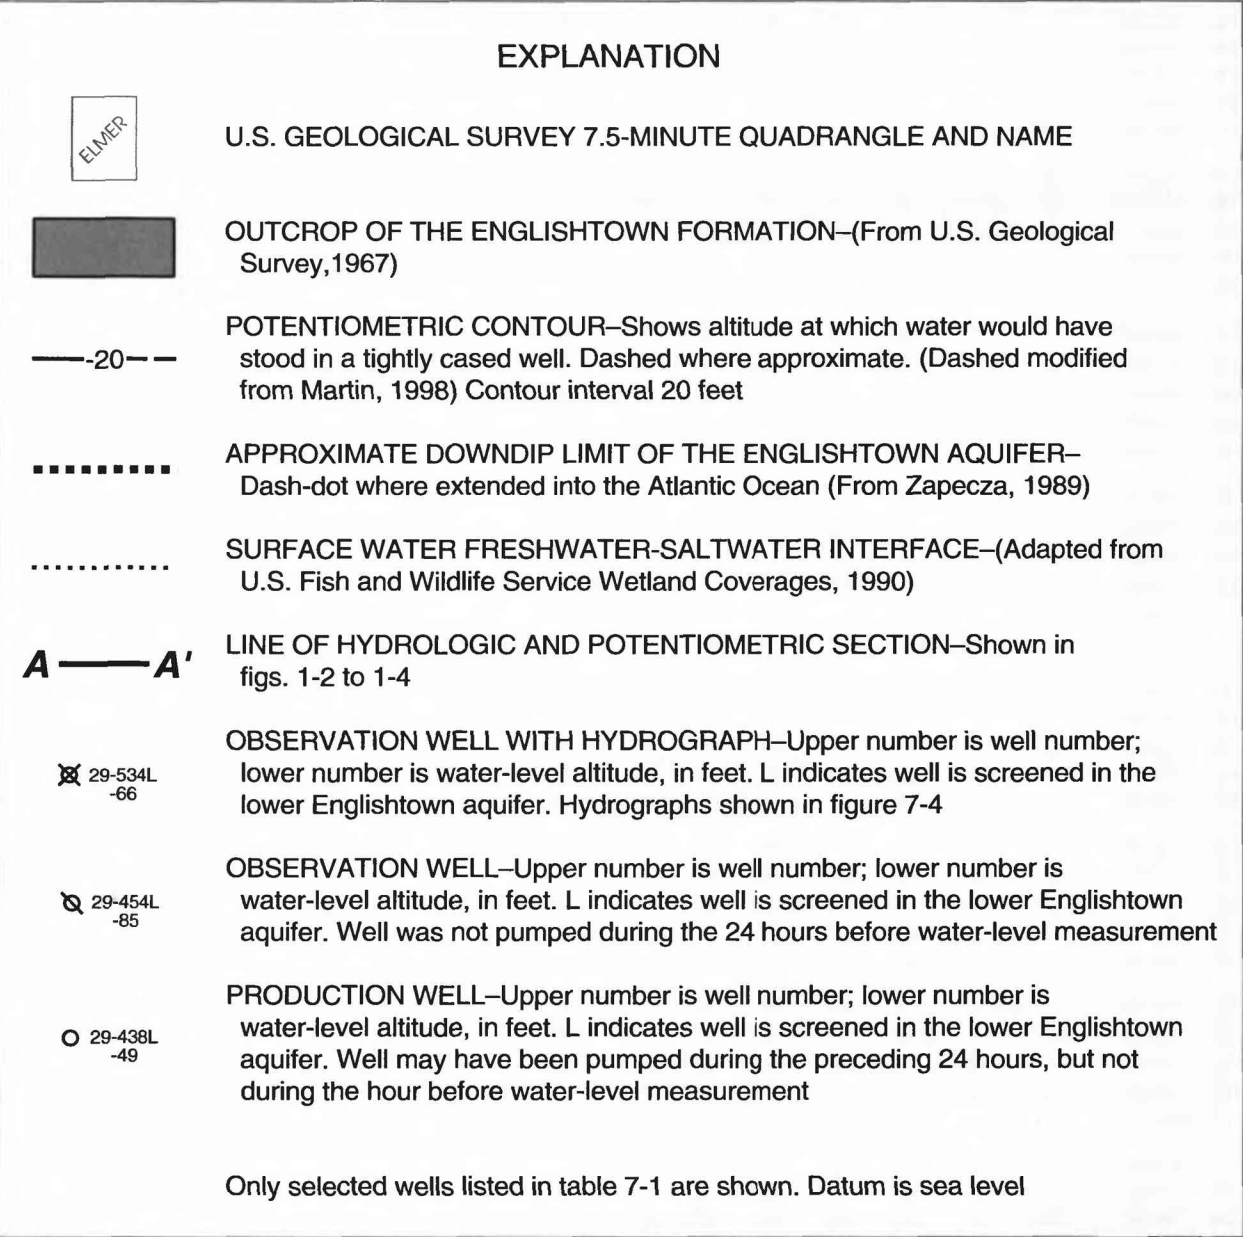 EXPLANATION
ELMER
U.S. GEOLOGICAL SURVEY 7.5-MINUTE QUADRANGLE AND NAME
OUTCROP OF THE ENGLISHTOWN FORMATION–(From U.S. Geological
Survey,1967)
-20
POTENTIOMETRIC CONTOUR–Shows altitude at which water would have
stood in a tightly cased well. Dashed where approximate. (Dashed modified
from Martin, 1998) Contour interval 20 feet
APPROXIMATE DOWNDIP LIMIT OF THE ENGLISHTOWN AQUIFER–
Dash-dot where extended into the Atlantic Ocean (From Zapecza, 1989)
SURFACE WATER FRESHWATER-SALTWATER INTERFACE–(Adapted from
U.S. Fish and Wildlife Service Wetland Coverages, 1990)
A A'
LINE OF HYDROLOGIC AND POTENTIOMETRIC SECTION–Shown in
figs. 1-2 to 1-4
29-534L
-66
OBSERVATION WELL WITH HYDROGRAPH–Upper number is well number;
lower number is water-level altitude, in feet. L indicates well is screened in the
lower Englishtown aquifer. Hydrographs shown in figure 7-4
29-454L
-85
OBSERVATION WELL–Upper number is well number; lower number is
water-level altitude, in feet. L indicates well is screened in the lower Englishtown
aquifer. Well was not pumped during the 24 hours before water-level measurement
29-438L
-49
PRODUCTION WELL–Upper number is well number; lower number is
water-level altitude, in feet. L indicates well is screened in the lower Englishtown
aquifer. Well may have been pumped during the preceding 24 hours, but not
during the hour before water-level measurement
Only selected wells listed in table 7-1 are shown. Datum is sea level